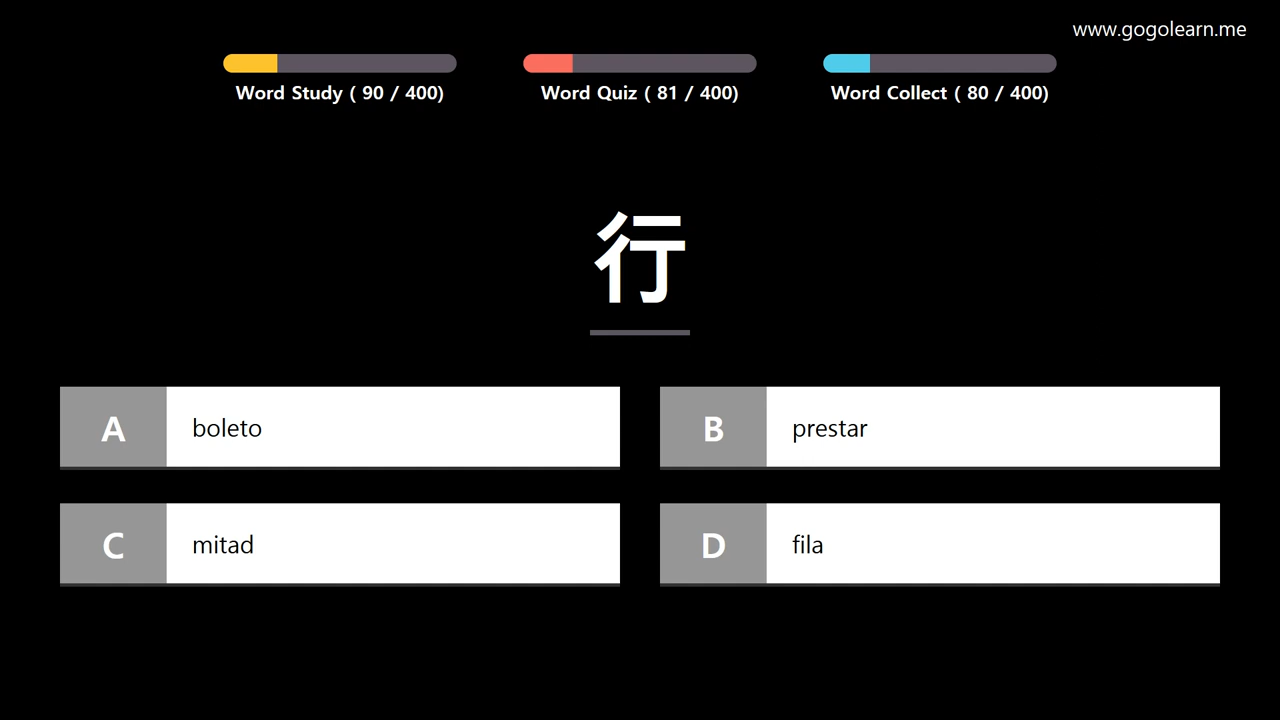 www.gogolearn.me
Word Study ( 90 / 400)
Word Quiz ( 81 / 400)
Word Collect ( 80 / 400)
行
A boleto
B prestar
C mitad
D fila